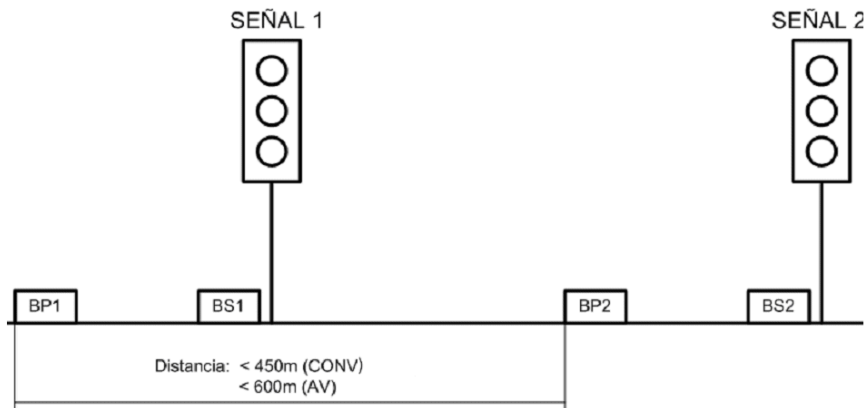 SEÑAL 1
SEÑAL 2
BP1
BS1
BP2
BS2
Distancia: < 450m (CONV)
< 600m (AV)